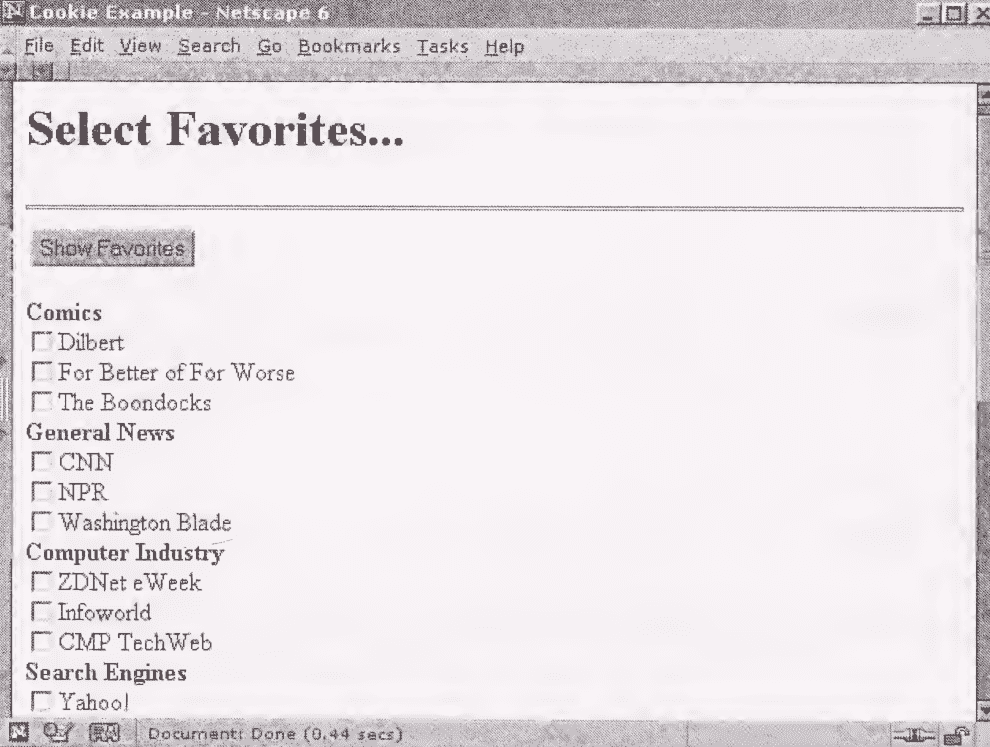 Cookie Example - Netscape 6
File Edit View Search Go Bookmarks Tasks Help
Select Favorites...
Show Favorites
Comics
Dilbert
For Better of For Worse
The Boondocks
General News
CNN
NPR
Washington Blade
Computer Industry
ZDNet eWeek
Infoworld
CMP TechWeb
Search Engines
Yahoo!
Document: Done (0.44 secs)